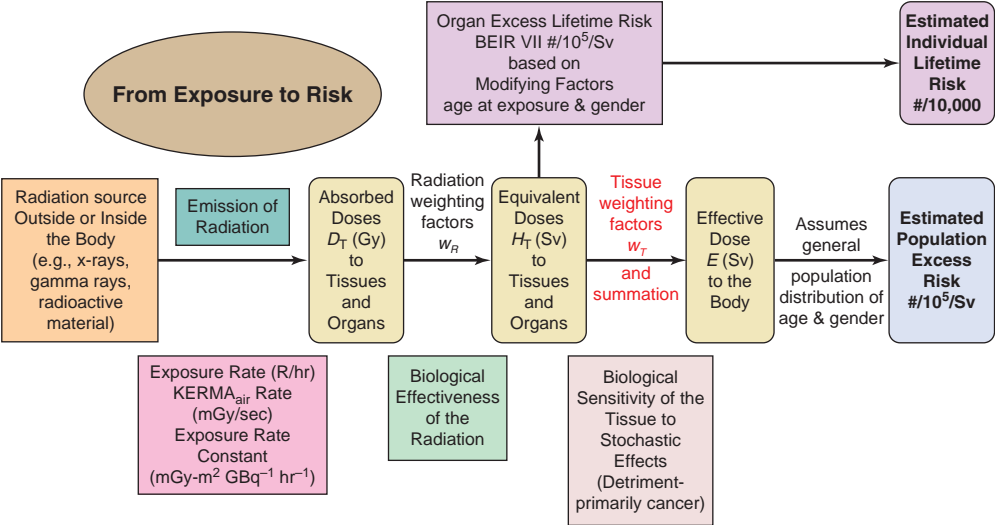 From Exposure to Risk
Organ Excess Lifetime Risk
BEIR VII #/10⁵/Sv
based on
Modifying Factors
age at exposure & gender
Estimated
Individual
Lifetime
Risk
#/10,000
Radiation source
Outside or Inside
the Body
(e.g., x-rays,
gamma rays,
radioactive
material)
Emission of
Radiation
Absorbed
Doses
D_T (Gy)
to
Tissues
and
Organs
Radiation
weighting
factors
w_R
Equivalent
Doses
H_T (Sv)
to
Tissues
and
Organs
Tissue
weighting
factors
w_T
and
summation
Effective
Dose
E (Sv)
to the
Body
Assumes
general
population
distribution of
age & gender
Estimated
Population
Excess
Risk
#/10⁵/Sv
Exposure Rate (R/hr)
KERMA_air Rate
(mGy/sec)
Exposure Rate
Constant
(mGy-m² GBq⁻¹ hr⁻¹)
Biological
Effectiveness
of the
Radiation
Biological
Sensitivity of the
Tissue to
Stochastic
Effects
(Detriment-
primarily cancer)